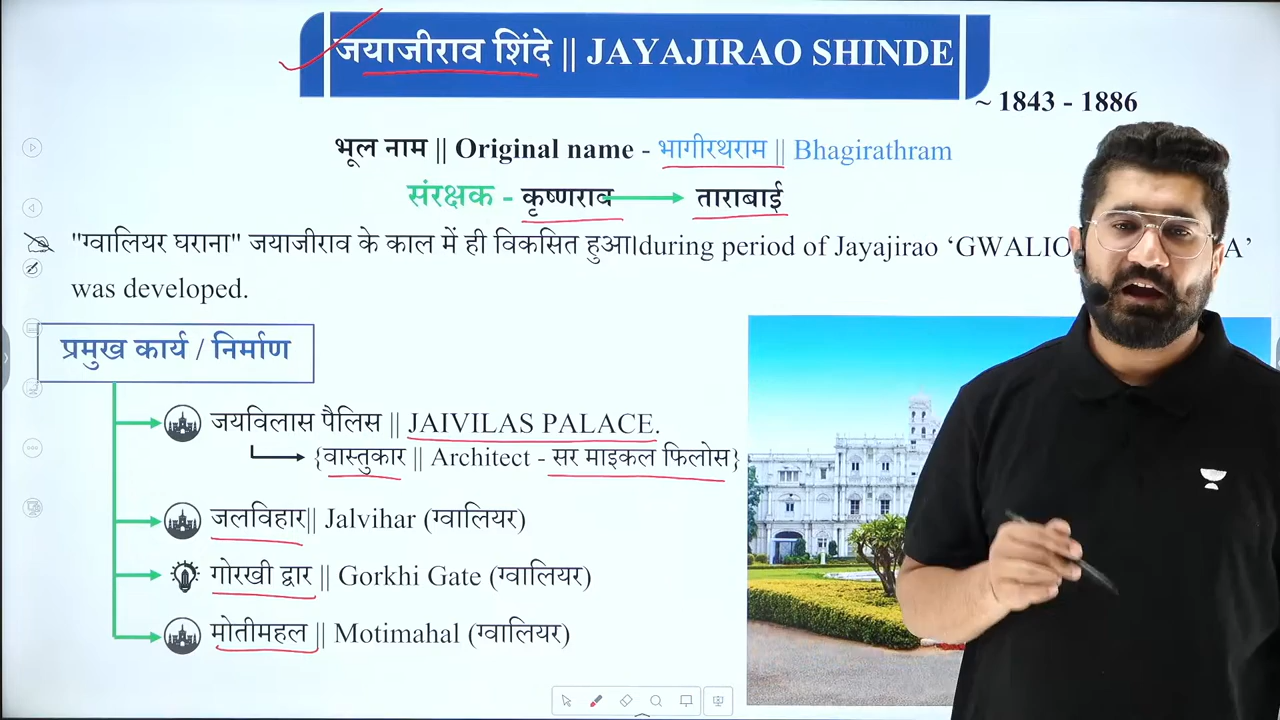 जयाजीराव शिंदे || JAYAJIRAO SHINDE
~ 1843 - 1886
भूल नाम || Original name - भागीरथराम || Bhagirathram
संरक्षक - कृष्णराव ताराबाई
"ग्वालियर घराना" जयाजीराव के काल में ही विकसित हुआ।during period of Jayajirao ‘GWALIO A’
was developed.
प्रमुख कार्य / निर्माण
जयविलास पैलिस || JAIVILAS PALACE.
{वास्तुकार || Architect - सर माइकल फिलोस}
जलविहार|| Jalvihar (ग्वालियर)
गोरखी द्वार || Gorkhi Gate (ग्वालियर)
मोतीमहल || Motimahal (ग्वालियर)